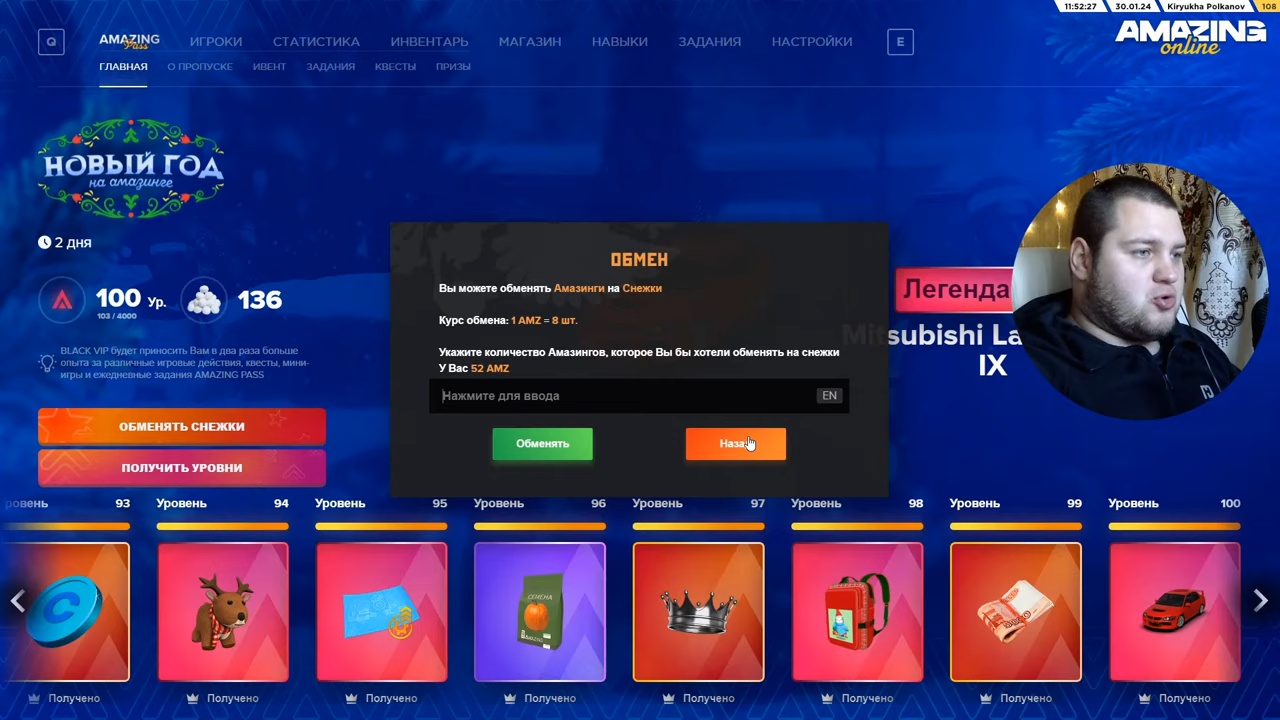 11:52:27 30.01.24 Kiryukha Polkanov 108
AMAZING
online
Q
AMAZING
Pass
ИГРОКИ СТАТИСТИКА ИНВЕНТАРЬ МАГАЗИН НАВЫКИ ЗАДАНИЯ НАСТРОЙКИ
E
ГЛАВНАЯ О ПРОПУСКЕ ИВЕНТ ЗАДАНИЯ КВЕСТЫ ПРИЗЫ
НОВЫЙ ГОД
на амазинге
2 дня
100 Ур. 136
103 / 4000
BLACK VIP будет приносить Вам в два раза больше
опыта за различные игровые действия, квесты, мини-
игры и ежедневные задания AMAZING PASS
ОБМЕНЯТЬ СНЕЖКИ
ПОЛУЧИТЬ УРОВНИ
ОБМЕН
Вы можете обменять Амазинги на Снежки
Курс обмена: 1 AMZ = 8 шт.
Укажите количество Амазингов, которое Вы бы хотели обменять на снежки
У Вас 52 AMZ
Нажмите для ввода EN
Обменять
Наза
Легенда
Mitsubishi La
IX
ровень 93 Уровень 94 Уровень 95 Уровень 96 Уровень 97 Уровень 98 Уровень 99 Уровень 100
C
СЕМЕНА
AMAZING
Получено Получено Получено Получено Получено Получено Получено Получено